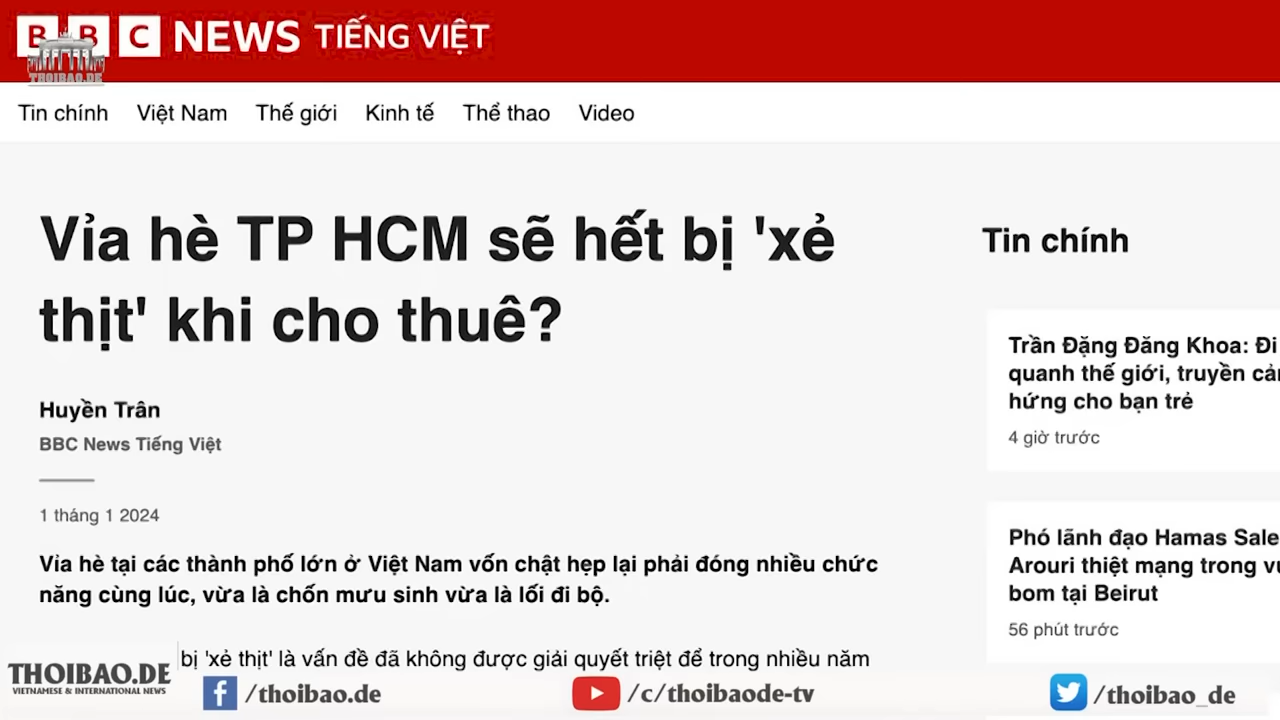 BBC NEWS TIẾNG VIỆT
THOIBAO.DE
Tin chính Việt Nam Thế giới Kinh tế Thể thao Video
Vỉa hè TP HCM sẽ hết bị 'xẻ
thịt' khi cho thuê?
Huyền Trân
BBC News Tiếng Việt
1 tháng 1 2024
Vỉa hè tại các thành phố lớn ở Việt Nam vốn chật hẹp lại phải đóng nhiều chức
năng cùng lúc, vừa là chốn mưu sinh vừa là lối đi bộ.
bị 'xẻ thịt' là vấn đề đã không được giải quyết triệt để trong nhiều năm
Tin chính
Trần Đặng Đăng Khoa: Đi
quanh thế giới, truyền cảm
hứng cho bạn trẻ
4 giờ trước
Phó lãnh đạo Hamas Sale
Arouri thiệt mạng trong vụ
bom tại Beirut
56 phút trước
THOIBAO.DE
VIETNAMESE & INTERNATIONAL NEWS
/thoibao.de
/c/thoibaode-tv
/thoibao_de